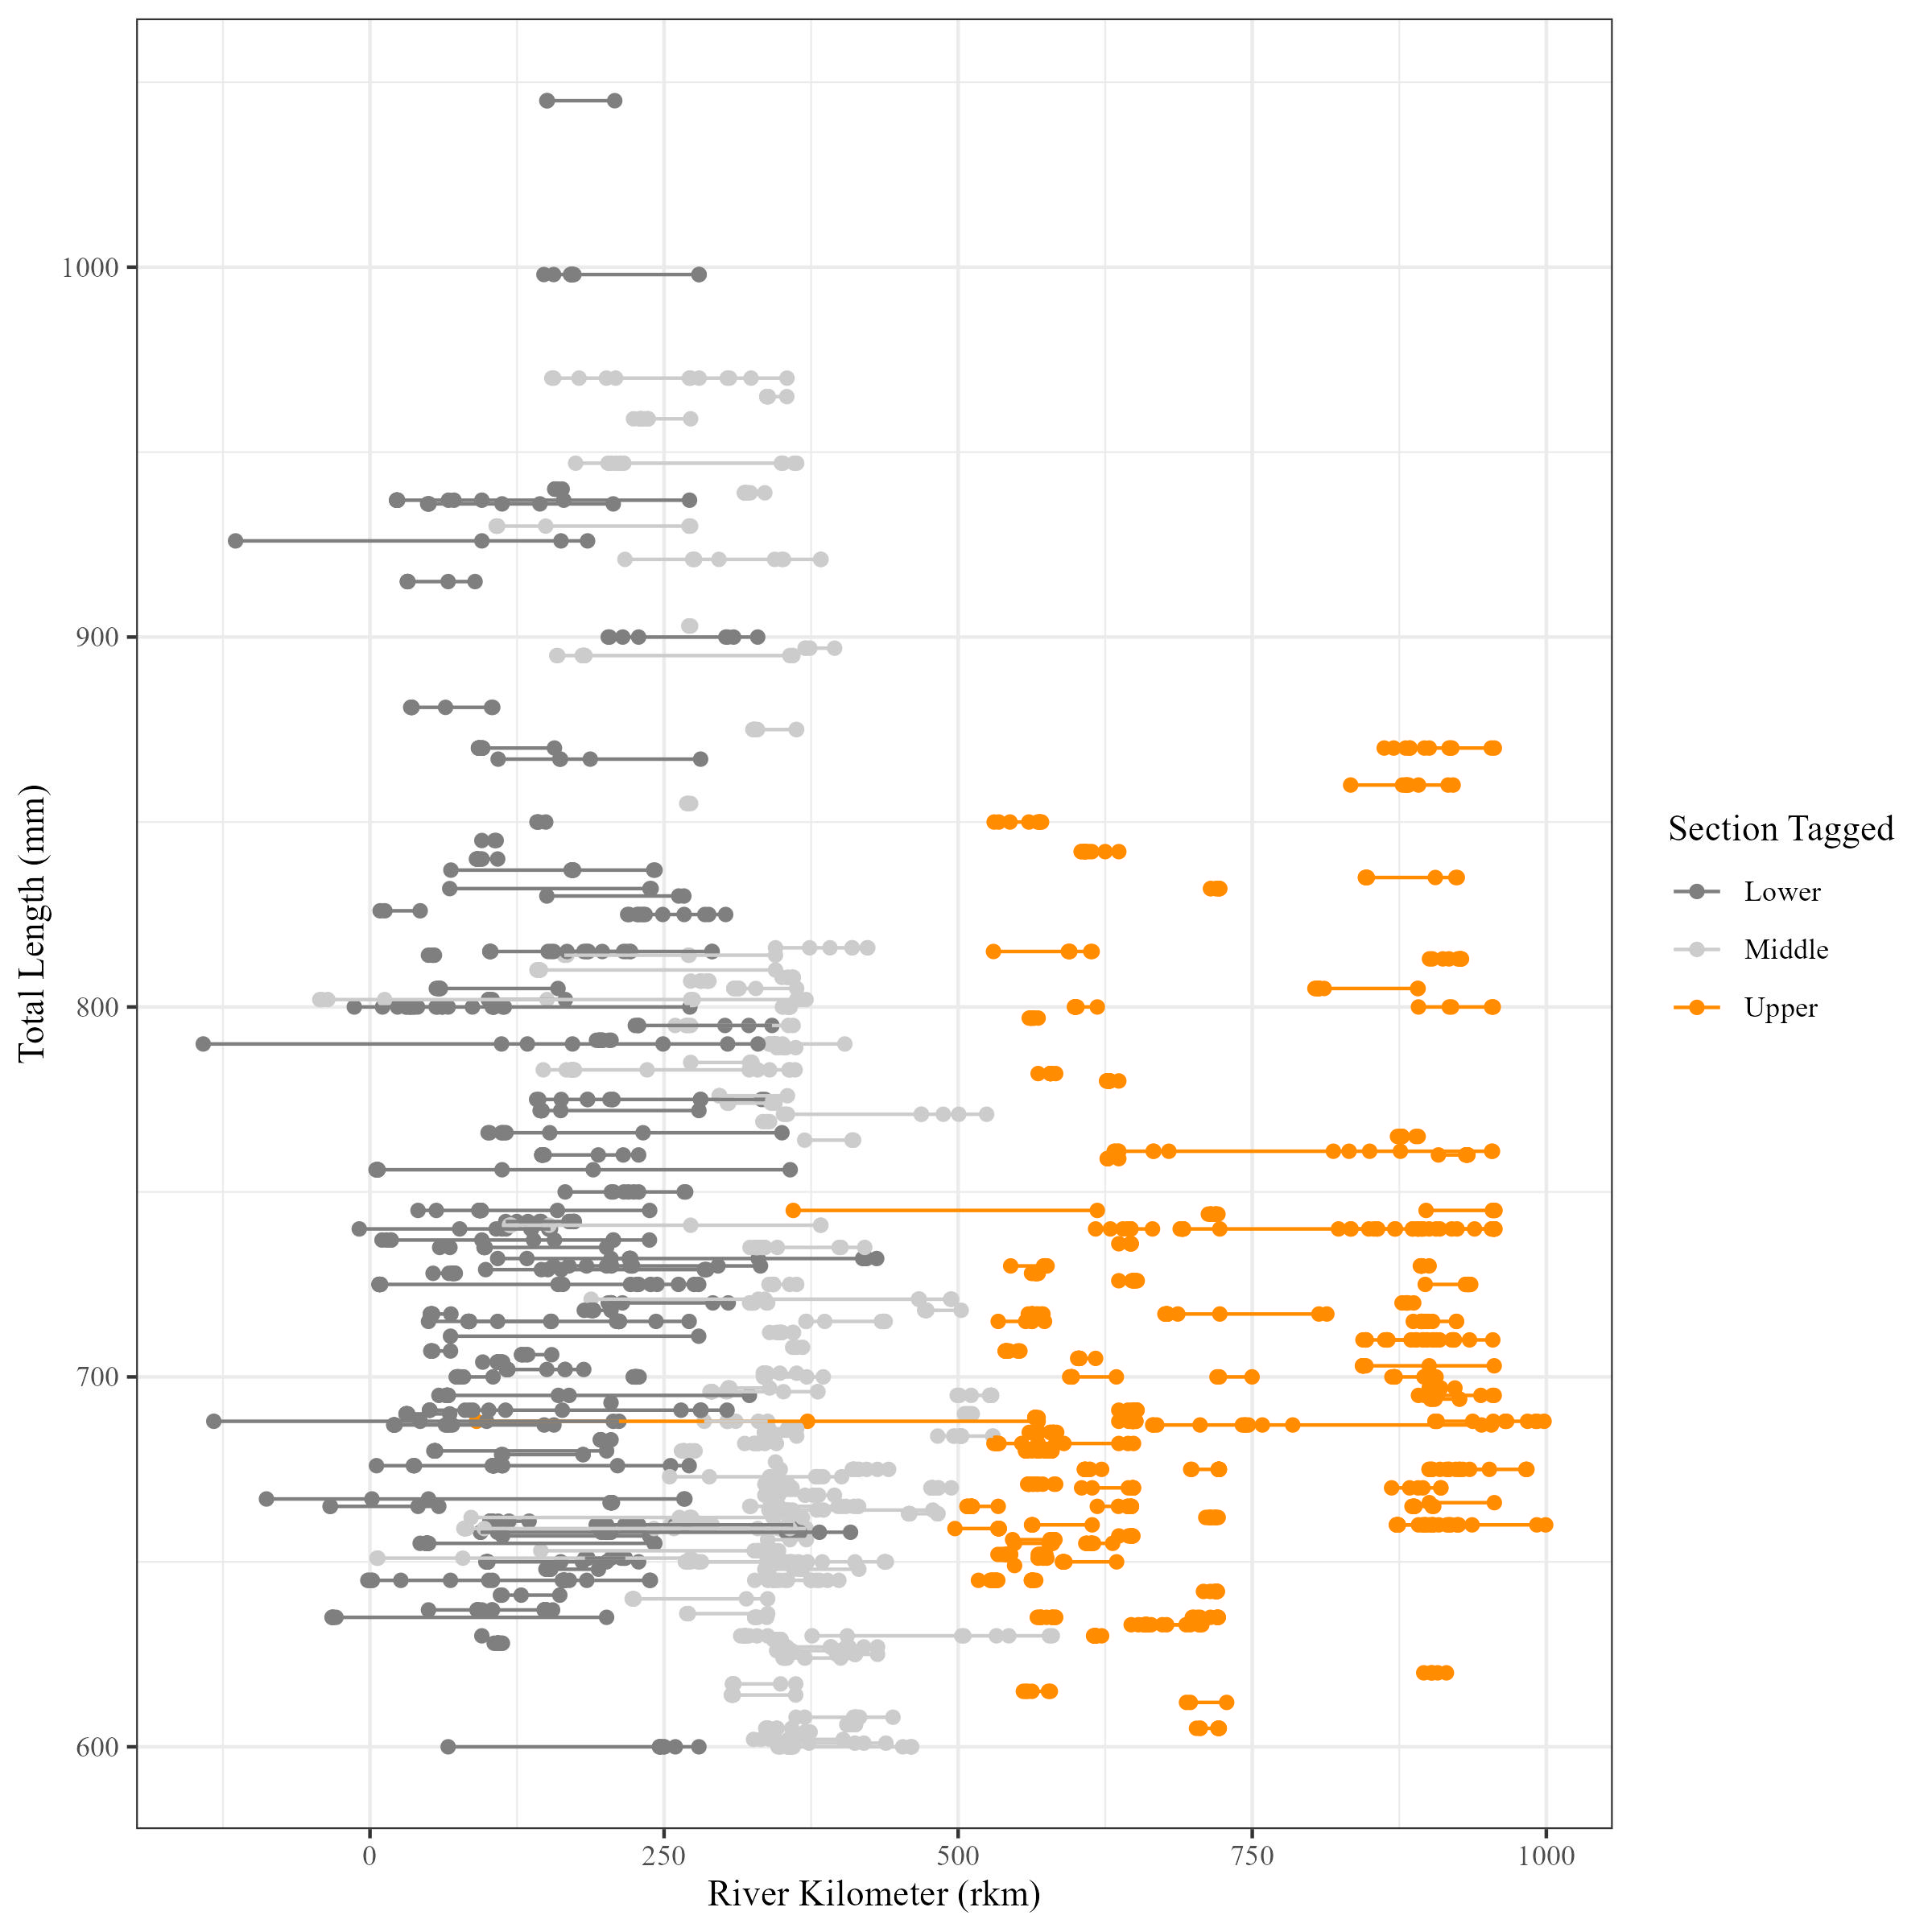 1000
900
800
700
600
Total Length (mm)
0
250
500
750
1000
River Kilometer (rkm)
Section Tagged
Lower
Middle
Upper